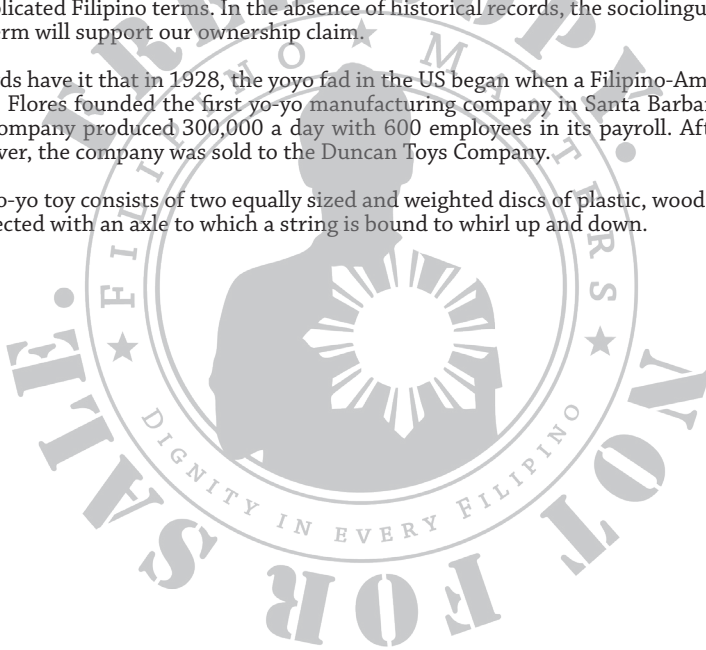 plicated Filipino terms. In the absence of historical records, the sociolingu
erm will support our ownership claim.
ds have it that in 1928, the yoyo fad in the US began when a Filipino-Am
Flores founded the first yo-yo manufacturing company in Santa Barbar
ompany produced 300,000 a day with 600 employees in its payroll. Aft
ver, the company was sold to the Duncan Toys Company.
o-yo toy consists of two equally sized and weighted discs of plastic, wood
ected with an axle to which a string is bound to whirl up and down.
FILIPINO MATTERS
DIGNITY IN EVERY FILIPINO
NOT FOR SALE.